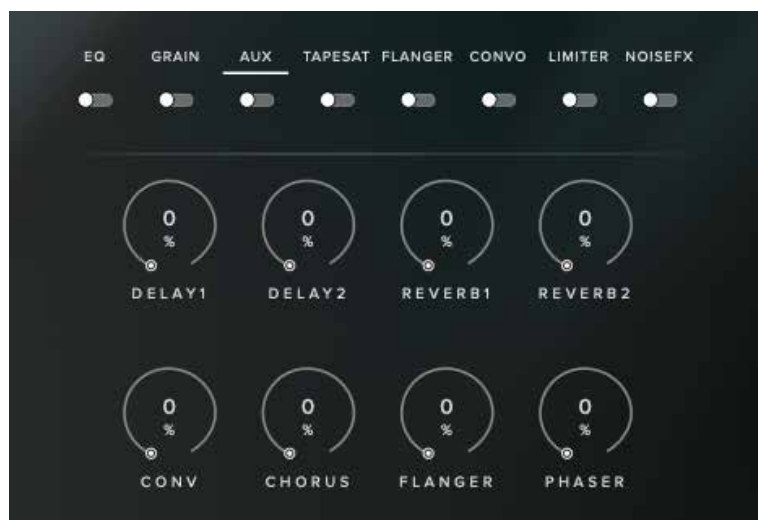 EQ GRAIN AUX TAPESAT FLANGER CONVO LIMITER NOISEFX
0 0 0 0
% % % %
DELAY1 DELAY2 REVERB1 REVERB2
0 0 0 0
% % % %
CONV CHORUS FLANGER PHASER